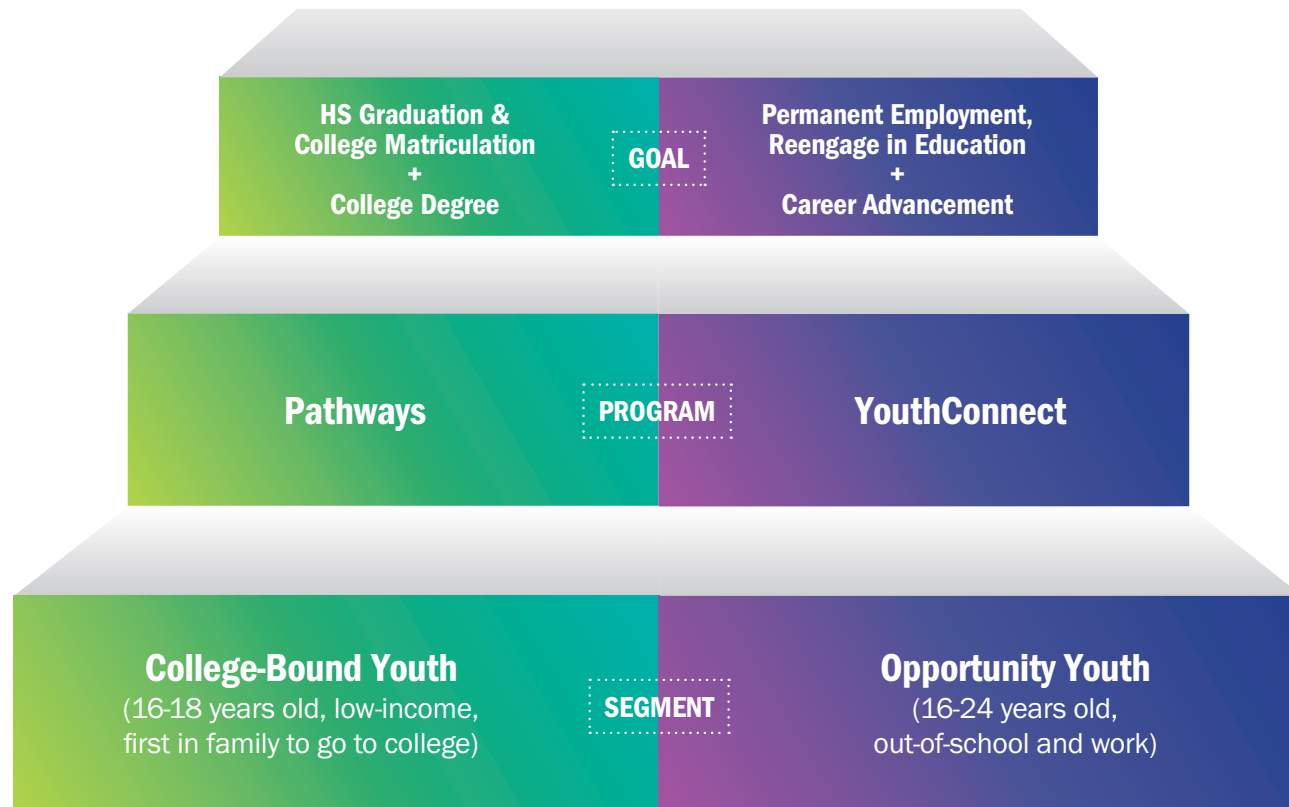 HS Graduation &
College Matriculation
+
College Degree
GOAL
Permanent Employment,
Reengage in Education
+
Career Advancement
Pathways
PROGRAM
YouthConnect
College-Bound Youth
(16-18 years old, low-income,
first in family to go to college)
SEGMENT
Opportunity Youth
(16-24 years old,
out-of-school and work)